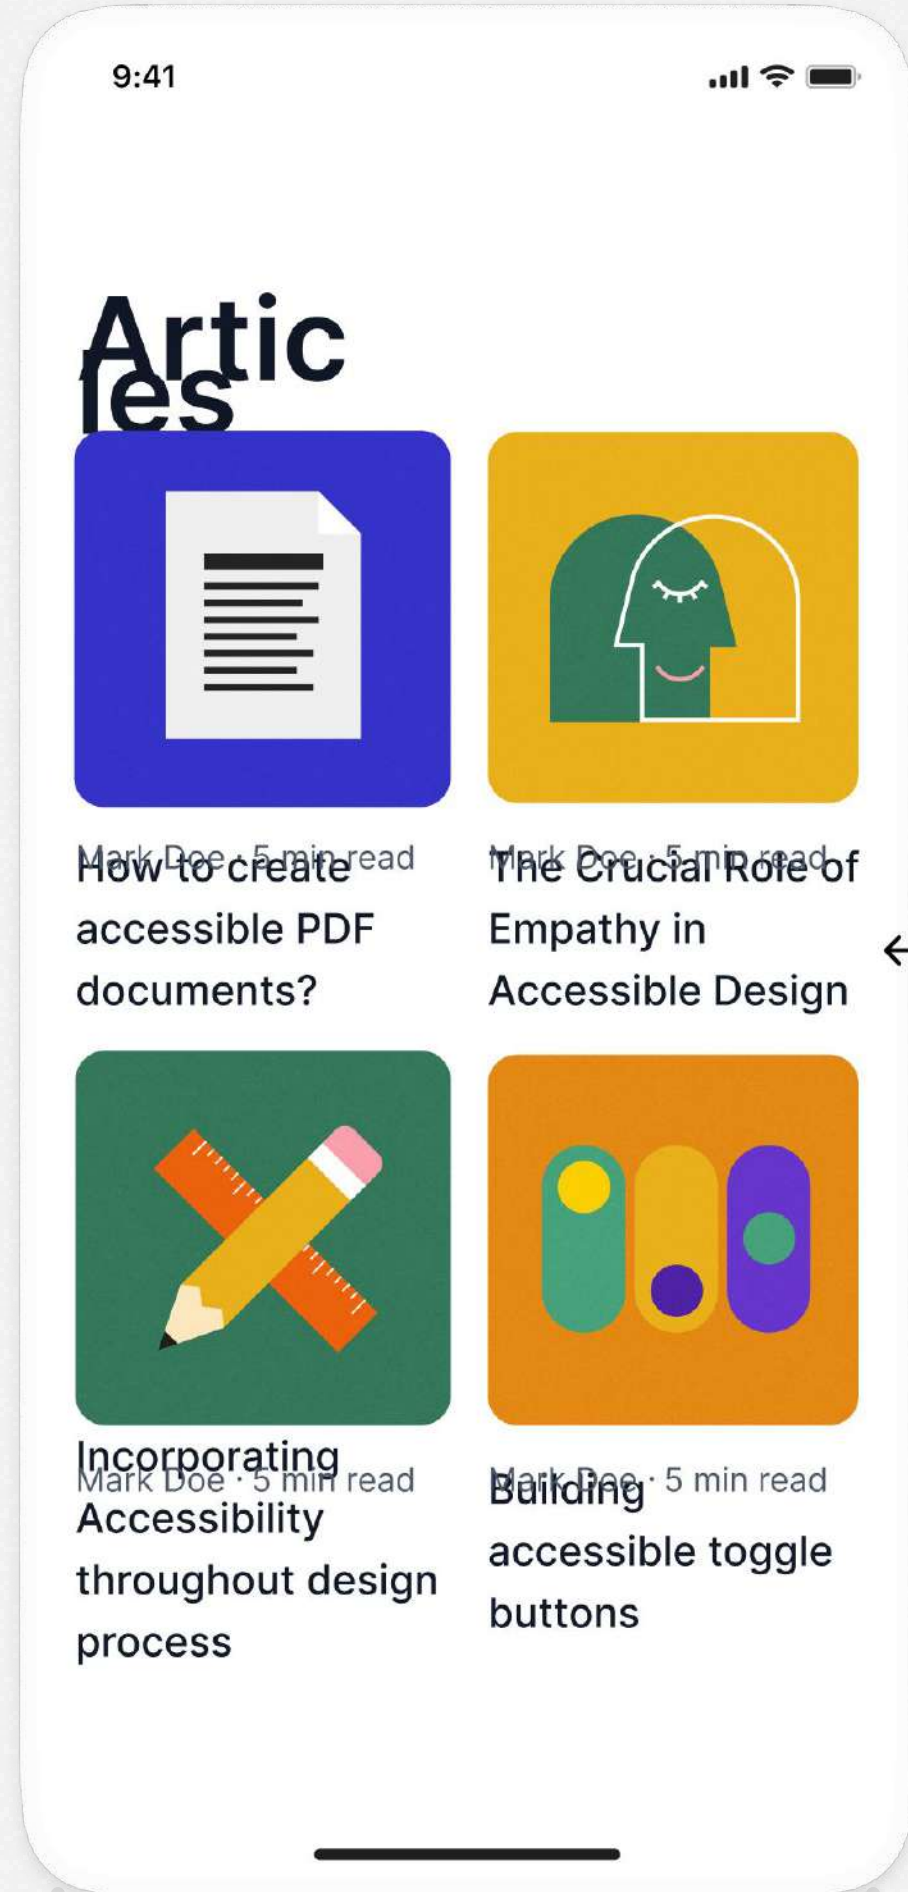 9:41
Artic
les
Mark Doe · 5 min read
How to create
accessible PDF
documents?
Mark Doe · 5 min read
The Crucial Role of
Empathy in
Accessible Design
Incorporating
Mark Doe · 5 min read
Accessibility
throughout design
process
Mark Doe · 5 min read
Building
accessible toggle
buttons